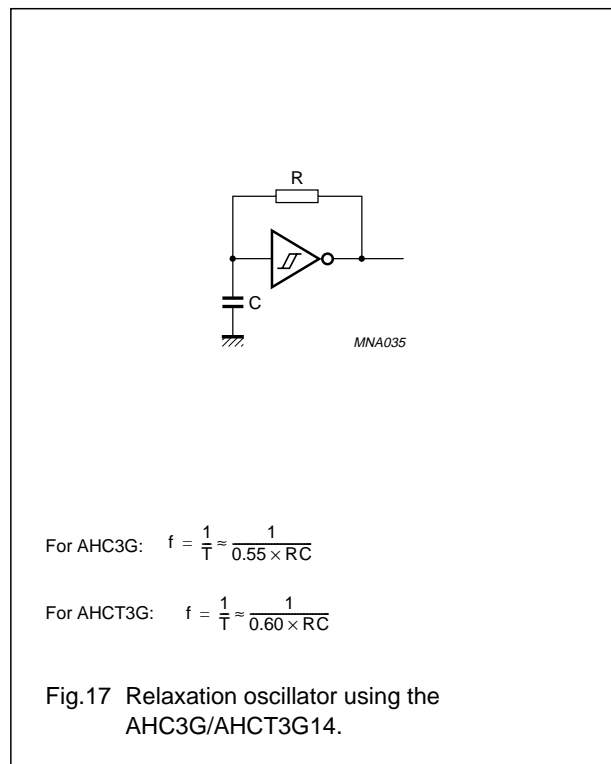 R
C
MNA035
For AHC3G: f = 1/T ≈ 1/(0.55 × RC)
For AHCT3G: f = 1/T ≈ 1/(0.60 × RC)
Fig.17 Relaxation oscillator using the
AHC3G/AHCT3G14.